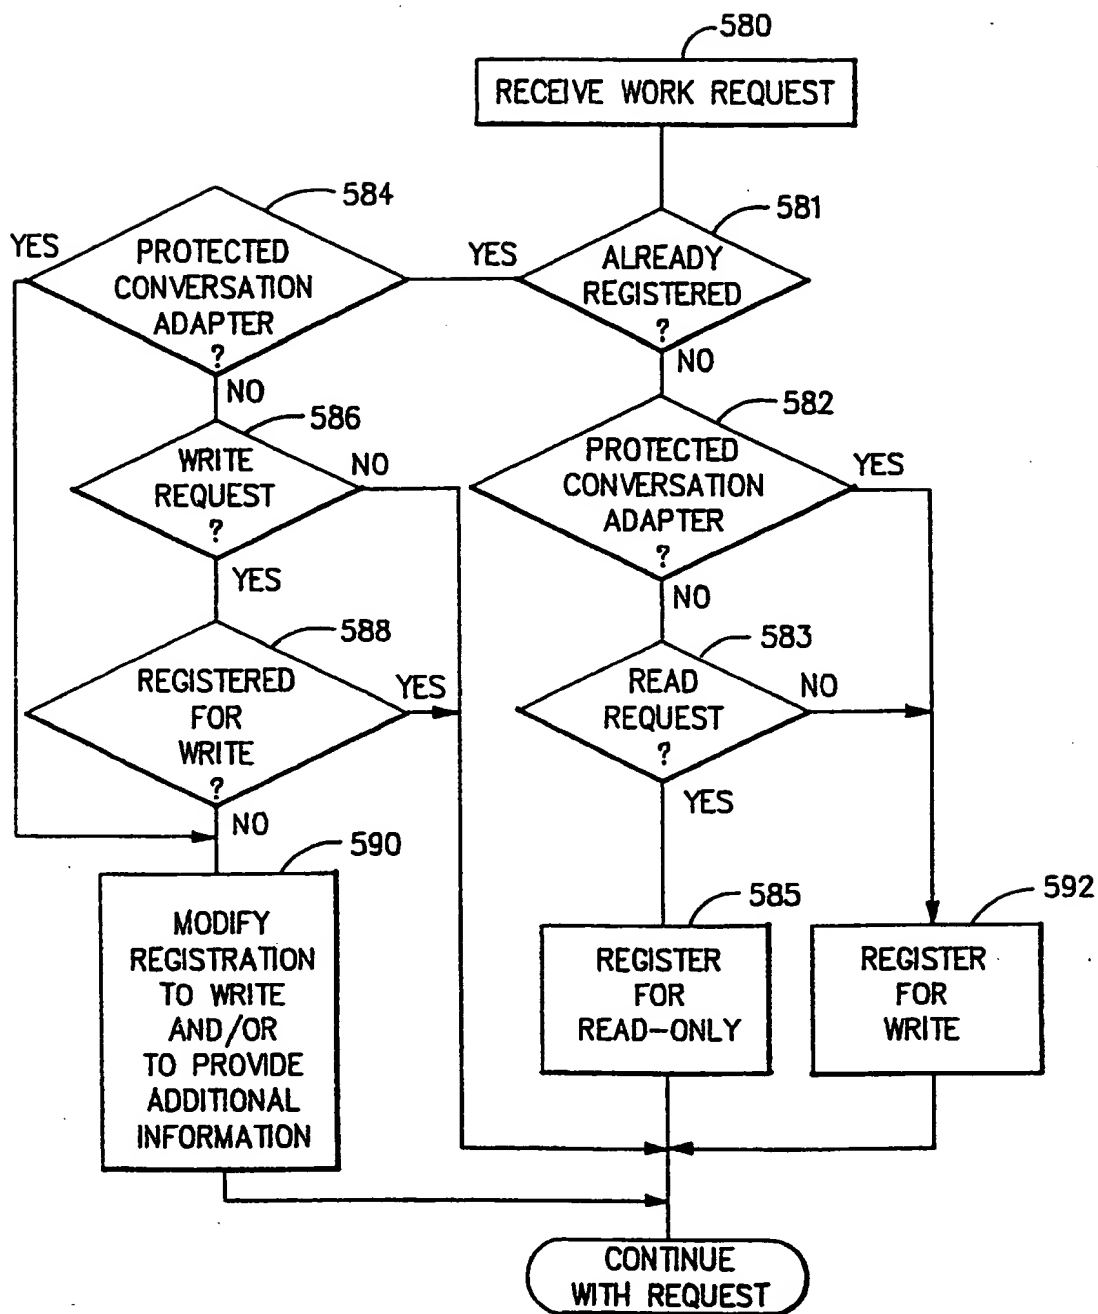 580
RECEIVE WORK REQUEST
584
581
YES
PROTECTED
CONVERSATION
ADAPTER
?
YES
ALREADY
REGISTERED
?
NO
NO
586
582
WRITE
REQUEST
?
NO
PROTECTED
CONVERSATION
ADAPTER
?
YES
YES
NO
588
583
REGISTERED
FOR
WRITE
?
YES
READ
REQUEST
?
NO
NO
YES
590
585
592
MODIFY
REGISTRATION
TO WRITE
AND/OR
TO PROVIDE
ADDITIONAL
INFORMATION
REGISTER
FOR
READ-ONLY
REGISTER
FOR
WRITE
CONTINUE
WITH REQUEST